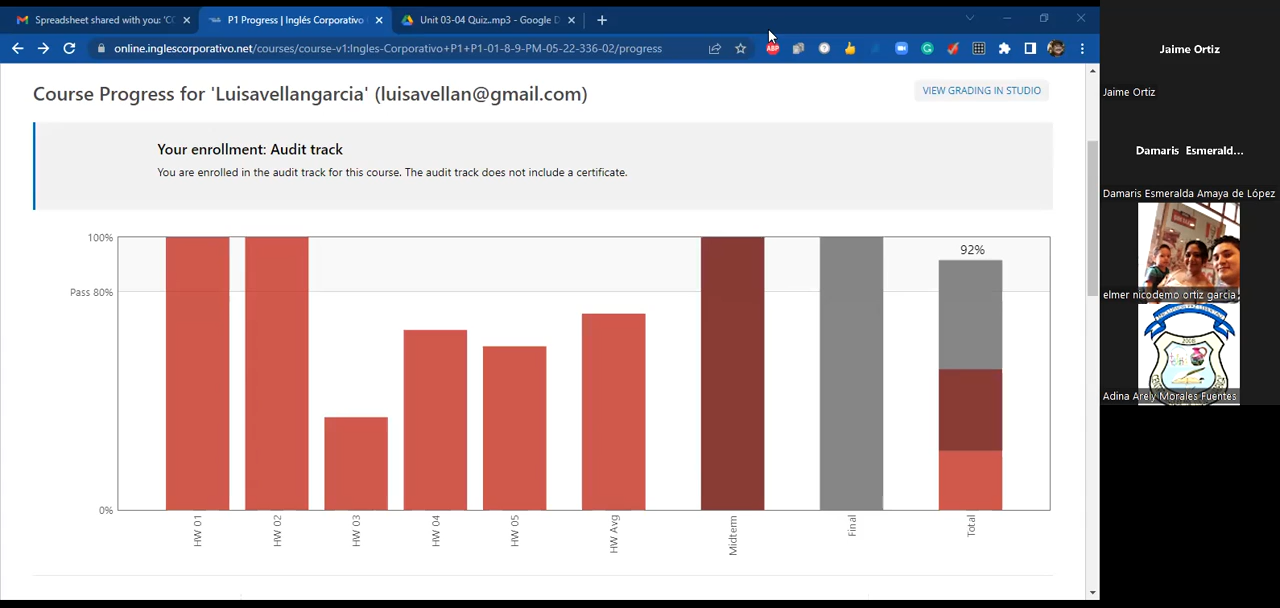 Spreadsheet shared with you: 'CC
P1 Progress | Inglés Corporativo
Unit 03-04 Quiz..mp3 - Google D
online.inglescorporativo.net/courses/course-v1:Ingles-Corporativo+P1+P1-01-8-9-PM-05-22-336-02/progress
ABP
Course Progress for 'Luisavellangarcia' (luisavellan@gmail.com)
VIEW GRADING IN STUDIO
Your enrollment: Audit track
You are enrolled in the audit track for this course. The audit track does not include a certificate.
100%
Pass 80%
0%
92%
HW 01
HW 02
HW 03
HW 04
HW 05
HW Avg
Midterm
Final
Total
Jaime Ortiz
Jaime Ortiz
Damaris Esmerald...
Damaris Esmeralda Amaya de López
elmer nicodemo ortiz garcia
2008
Adina Arely Morales Fuentes